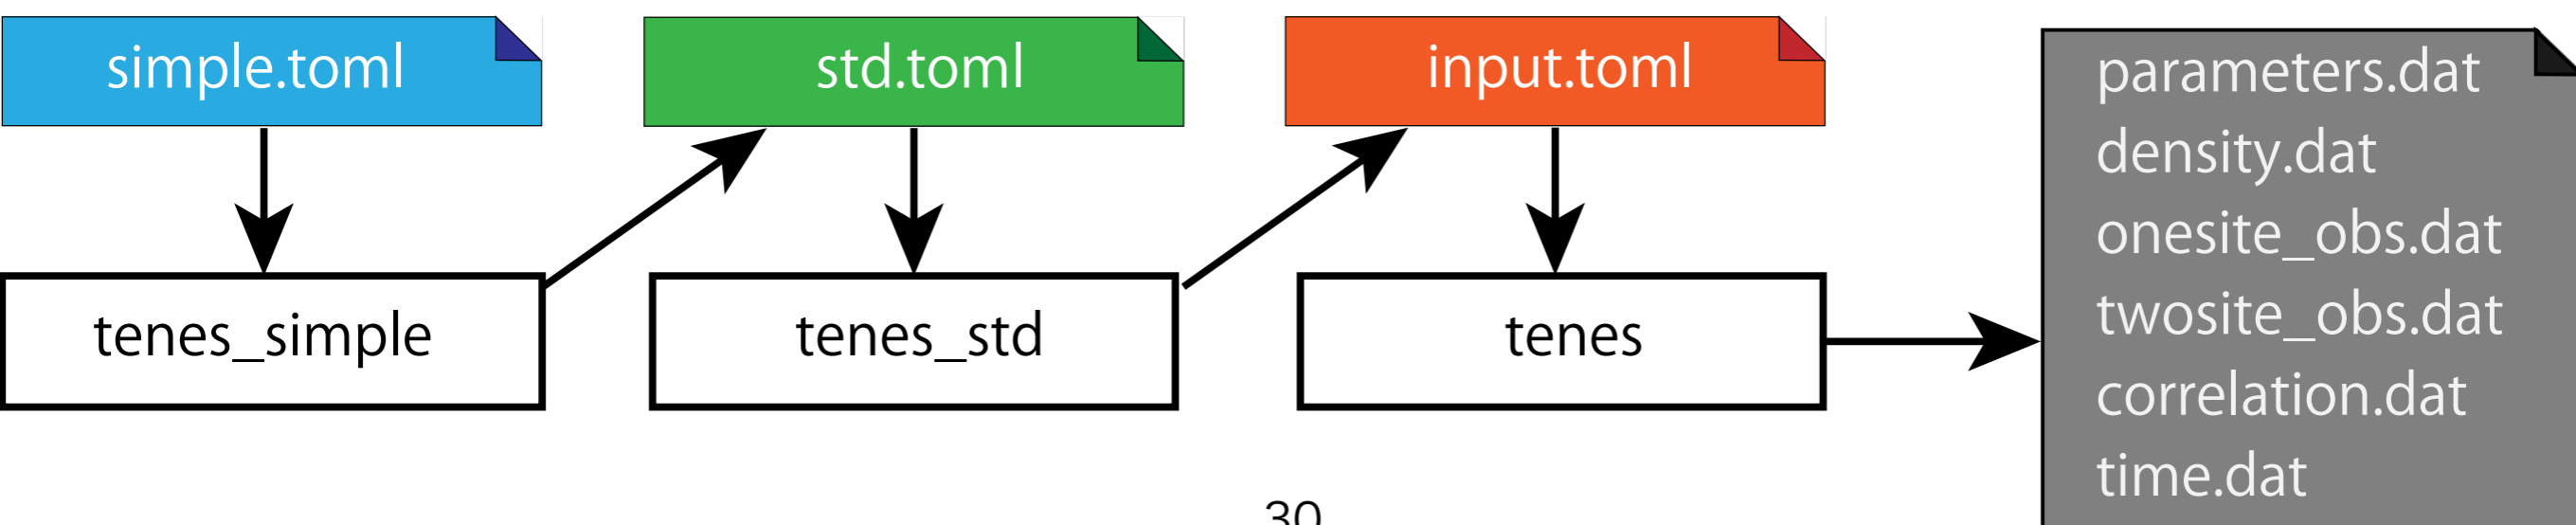 simple.toml
std.toml
input.toml
tenes_simple
tenes_std
tenes
parameters.dat
density.dat
onesite_obs.dat
twosite_obs.dat
correlation.dat
time.dat
30